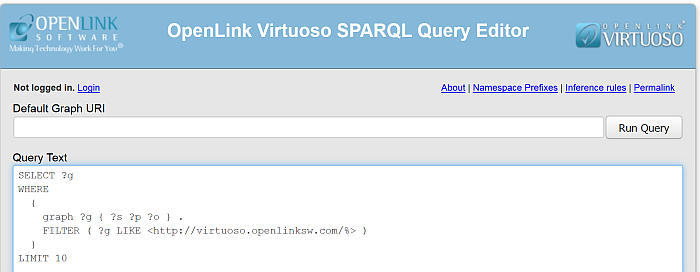 OPENLINK
SOFTWARE
Making Technology Work For You®
OpenLink Virtuoso SPARQL Query Editor
OPENLINK
VIRTUOSO
Not logged in. Login
About | Namespace Prefixes | Inference rules | Permalink
Default Graph URI
Run Query
Query Text
SELECT ?g
WHERE
{
graph ?g { ?s ?p ?o } .
FILTER ( ?g LIKE <http://virtuoso.openlinksw.com/%> )
}
LIMIT 10